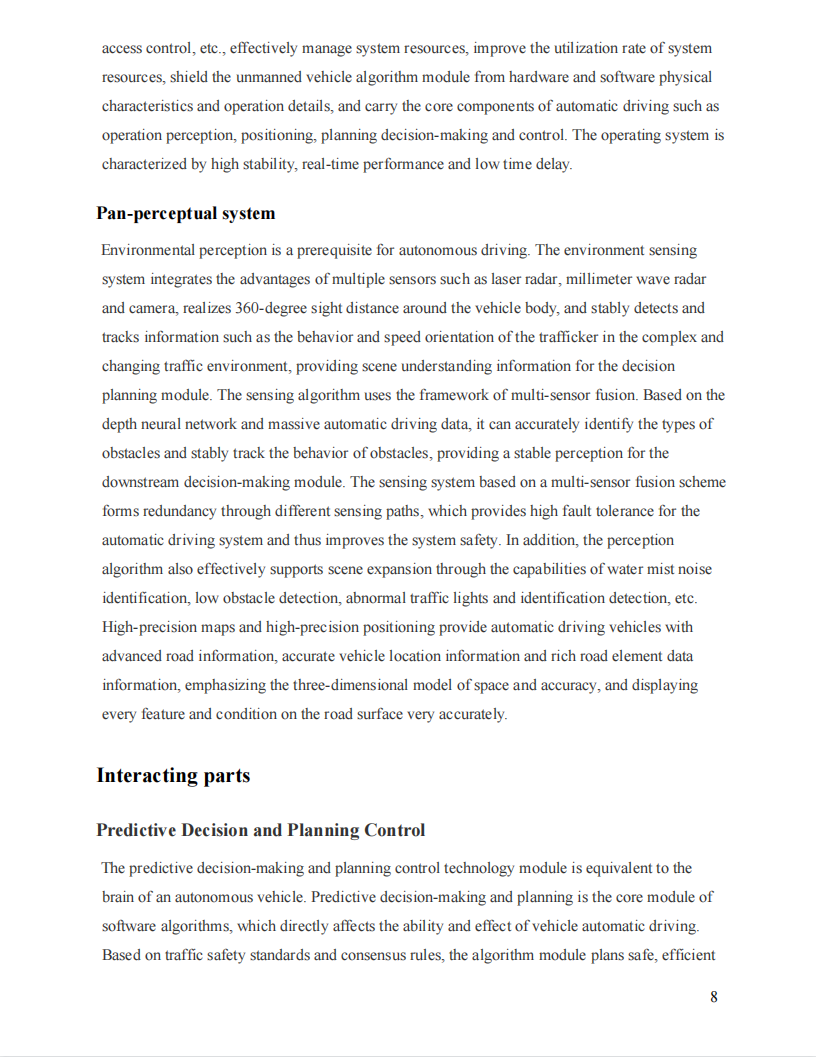 access control, etc., effectively manage system resources, improve the utilization rate of system
resources, shield the unmanned vehicle algorithm module from hardware and software physical
characteristics and operation details, and carry the core components of automatic driving such as
operation perception, positioning, planning decision-making and control. The operating system is
characterized by high stability, real-time performance and low time delay.
Pan-perceptual system
Environmental perception is a prerequisite for autonomous driving. The environment sensing
system integrates the advantages of multiple sensors such as laser radar, millimeter wave radar
and camera, realizes 360-degree sight distance around the vehicle body, and stably detects and
tracks information such as the behavior and speed orientation of the trafficker in the complex and
changing traffic environment, providing scene understanding information for the decision
planning module. The sensing algorithm uses the framework of multi-sensor fusion. Based on the
depth neural network and massive automatic driving data, it can accurately identify the types of
obstacles and stably track the behavior of obstacles, providing a stable perception for the
downstream decision-making module. The sensing system based on a multi-sensor fusion scheme
forms redundancy through different sensing paths, which provides high fault tolerance for the
automatic driving system and thus improves the system safety. In addition, the perception
algorithm also effectively supports scene expansion through the capabilities of water mist noise
identification, low obstacle detection, abnormal traffic lights and identification detection, etc.
High-precision maps and high-precision positioning provide automatic driving vehicles with
advanced road information, accurate vehicle location information and rich road element data
information, emphasizing the three-dimensional model of space and accuracy, and displaying
every feature and condition on the road surface very accurately.
Interacting parts
Predictive Decision and Planning Control
The predictive decision-making and planning control technology module is equivalent to the
brain of an autonomous vehicle. Predictive decision-making and planning is the core module of
software algorithms, which directly affects the ability and effect of vehicle automatic driving.
Based on traffic safety standards and consensus rules, the algorithm module plans safe, efficient
8